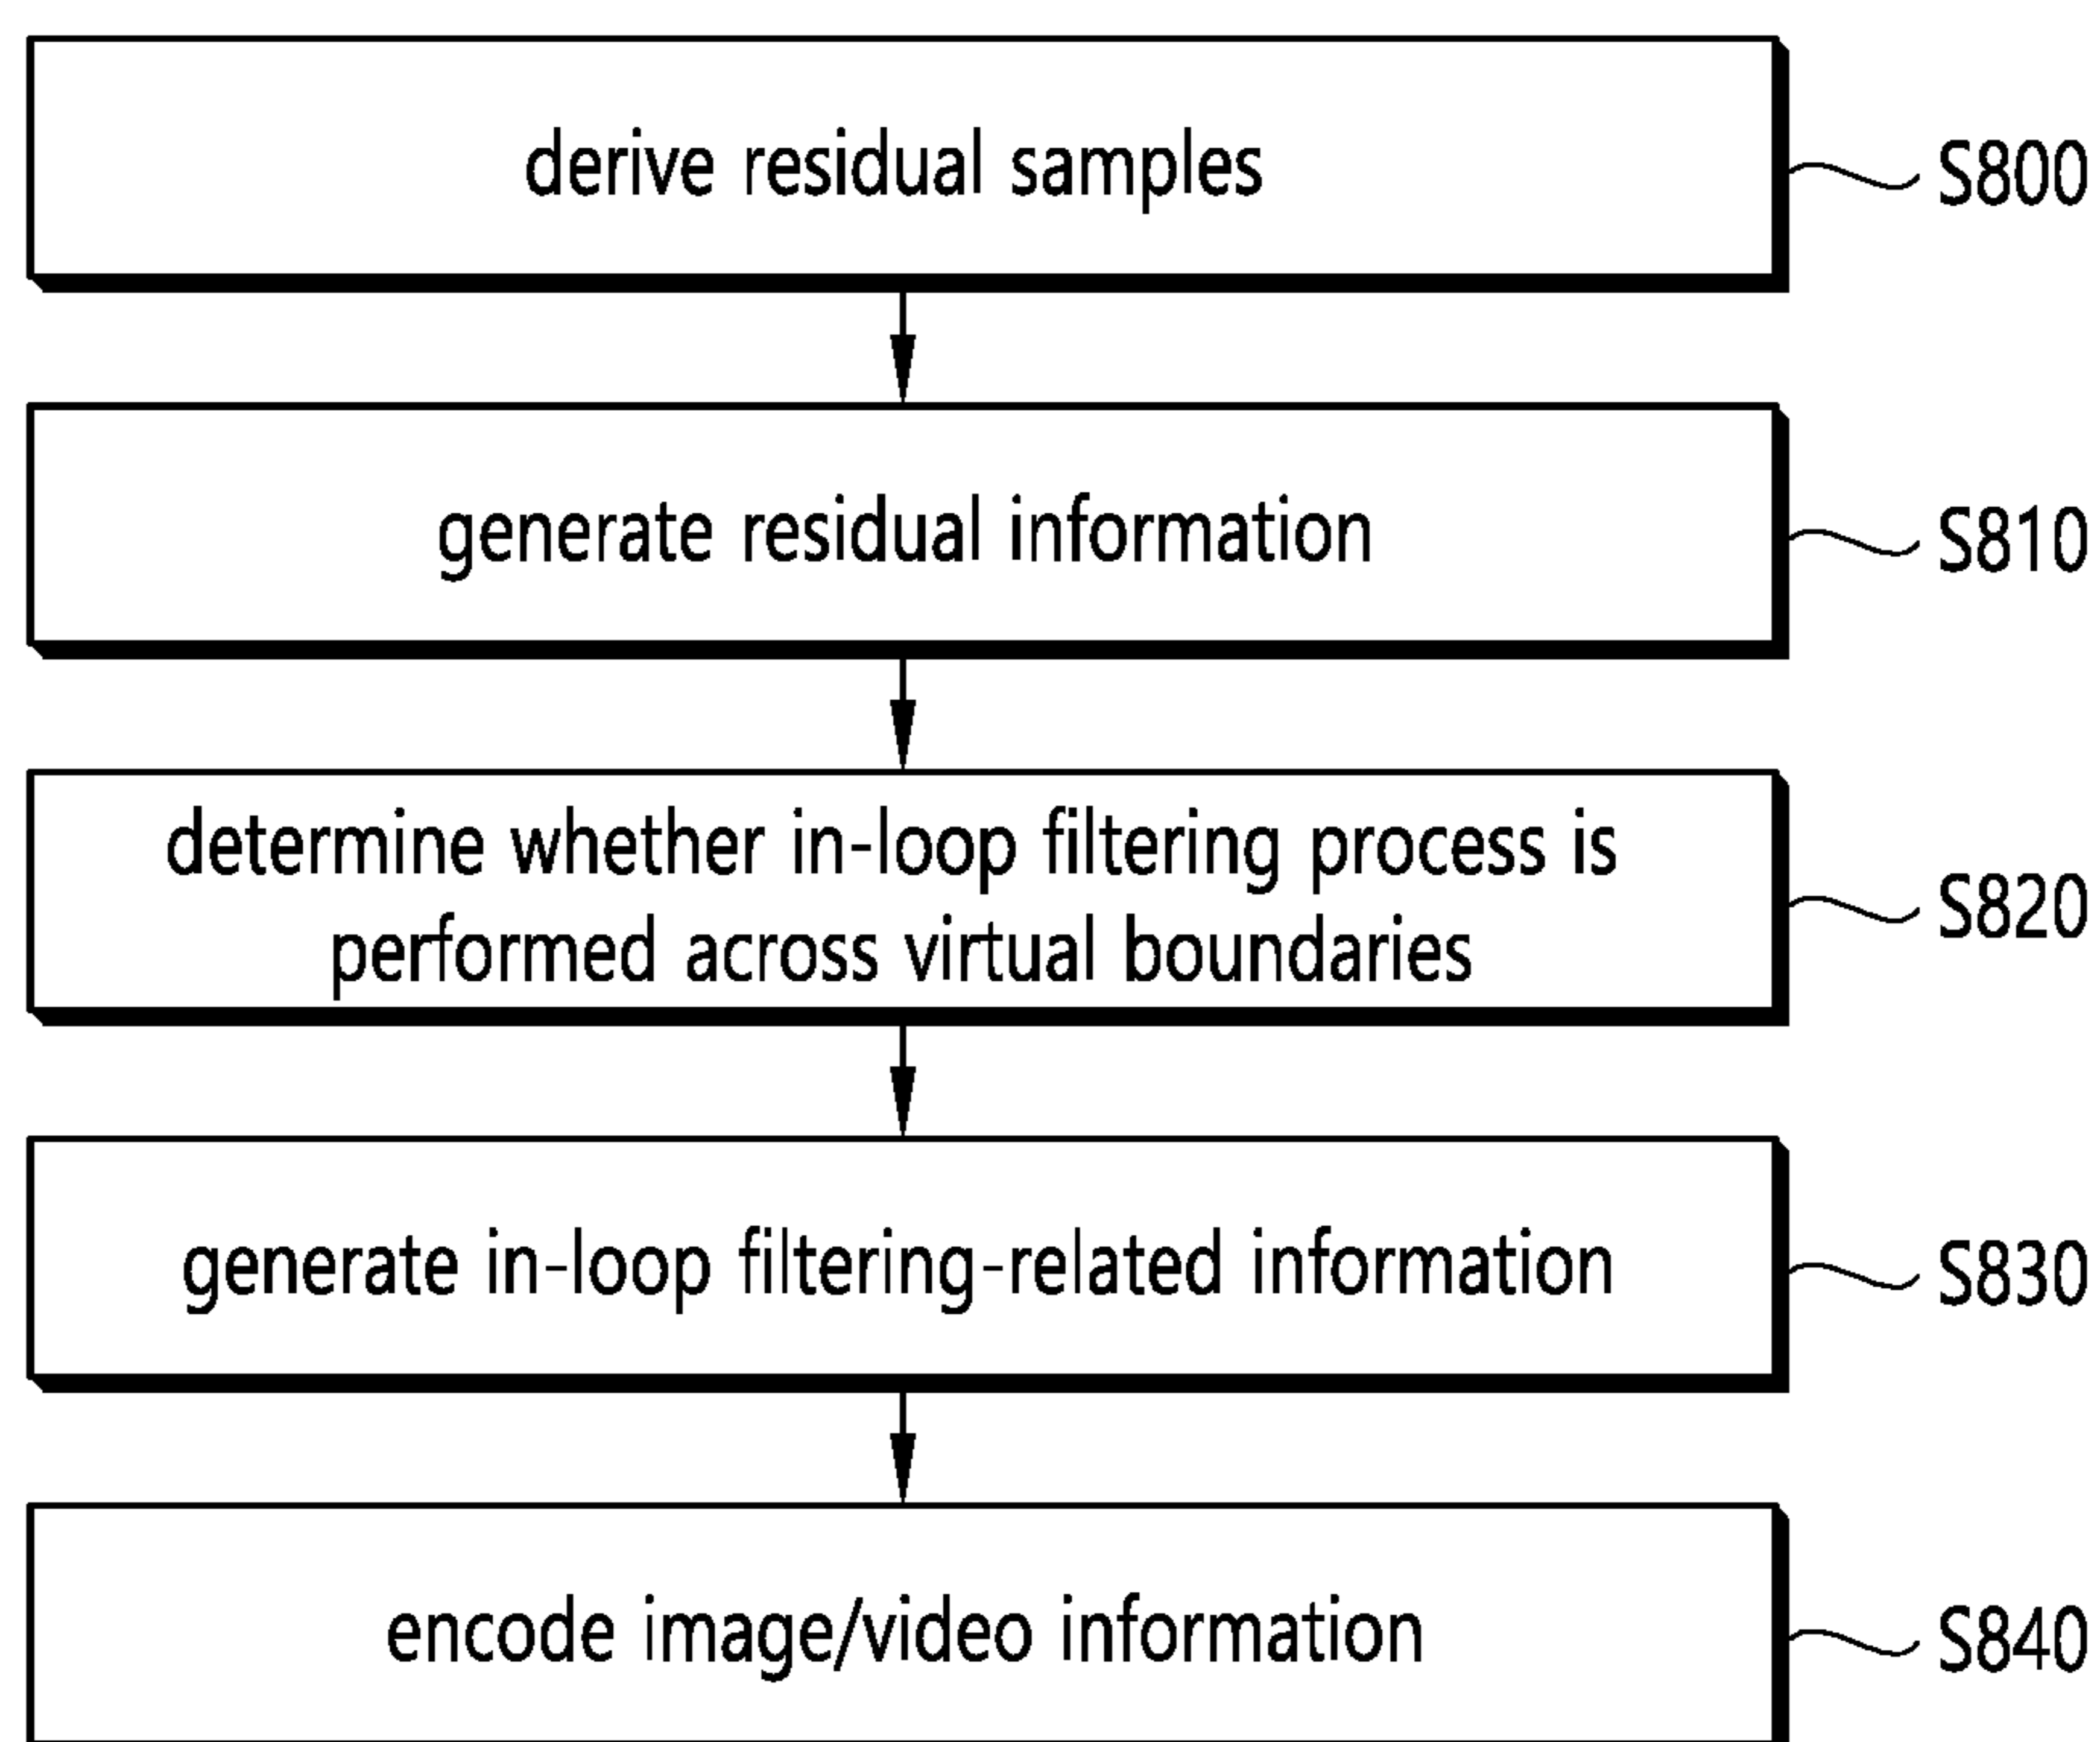 derive residual samples
S800
generate residual information
S810
determine whether in-loop filtering process is
performed across virtual boundaries
S820
generate in-loop filtering-related information
S830
encode image/video information
S840